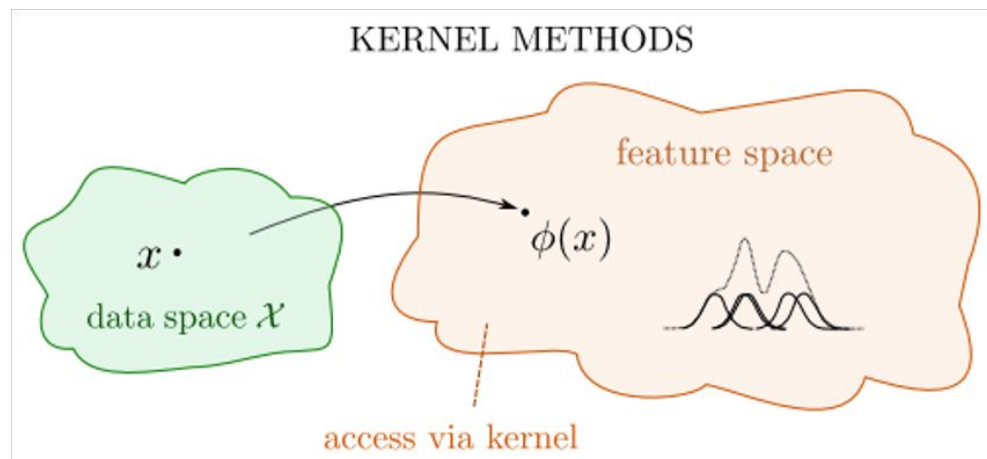 KERNEL METHODS
feature space
x
ϕ(x)
data space 𝒳
access via kernel